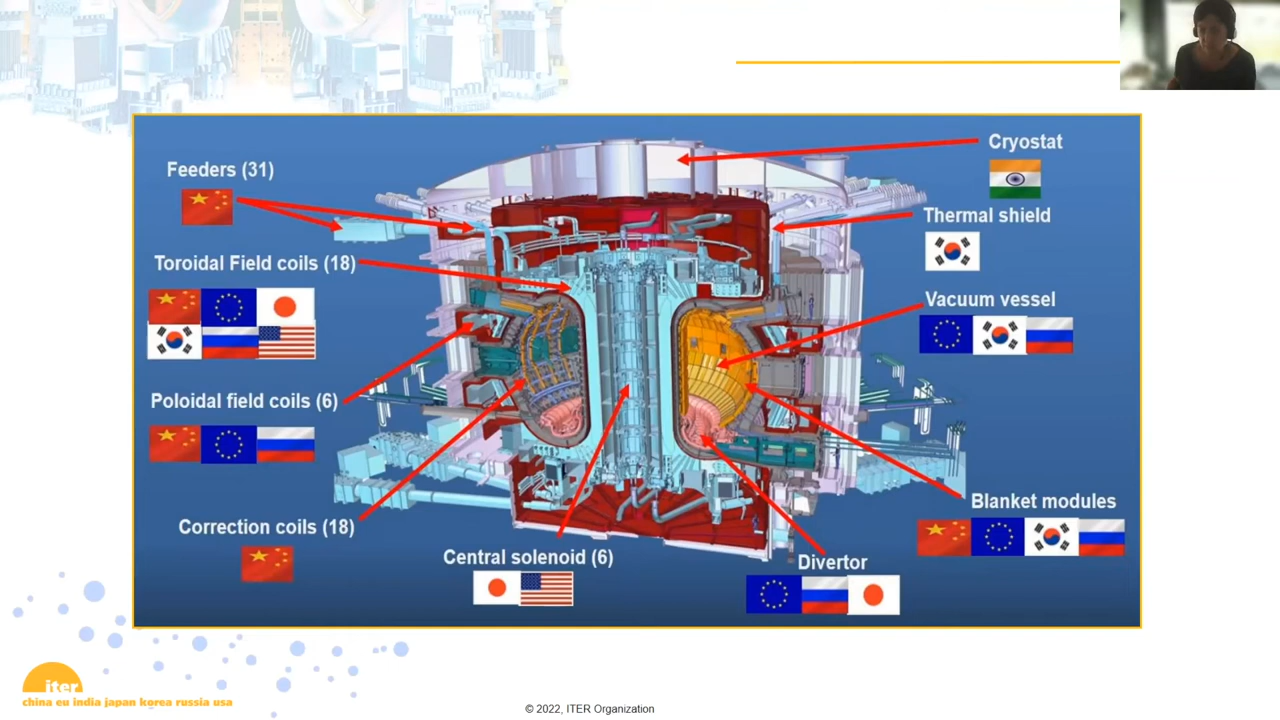 Cryostat
Feeders (31)
Thermal shield
Toroidal Field coils (18)
Vacuum vessel
Poloidal field coils (6)
Blanket modules
Correction coils (18)
Central solenoid (6)
Divertor
iter
china eu india japan korea russia usa
© 2022, ITER Organization